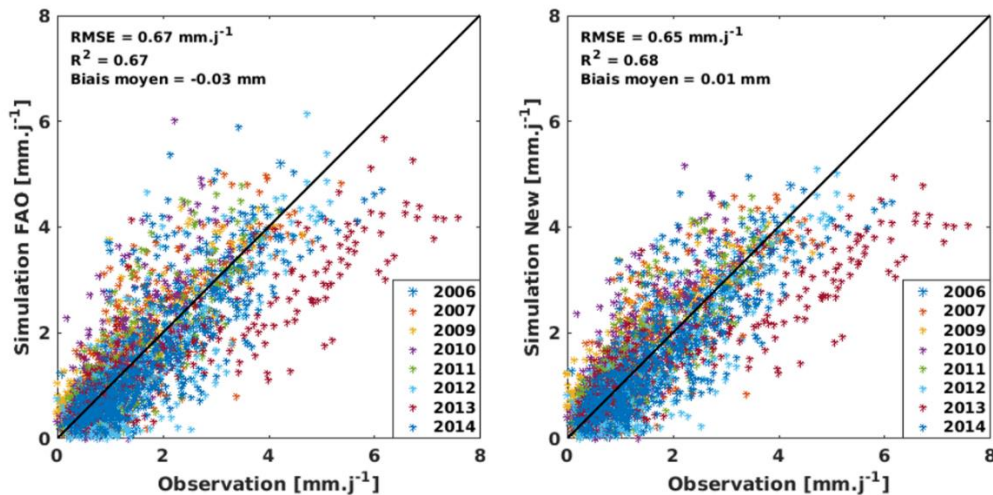 RMSE = 0.67 mm.j⁻¹
R² = 0.67
Biais moyen = -0.03 mm
Simulation FAO [mm.j⁻¹]
8
6
4
2
0
2006
2007
2009
2010
2011
2012
2013
2014
0 2 4 6 8
Observation [mm.j⁻¹]
RMSE = 0.65 mm.j⁻¹
R² = 0.68
Biais moyen = 0.01 mm
Simulation New [mm.j⁻¹]
8
6
4
2
0
2006
2007
2009
2010
2011
2012
2013
2014
0 2 4 6 8
Observation [mm.j⁻¹]